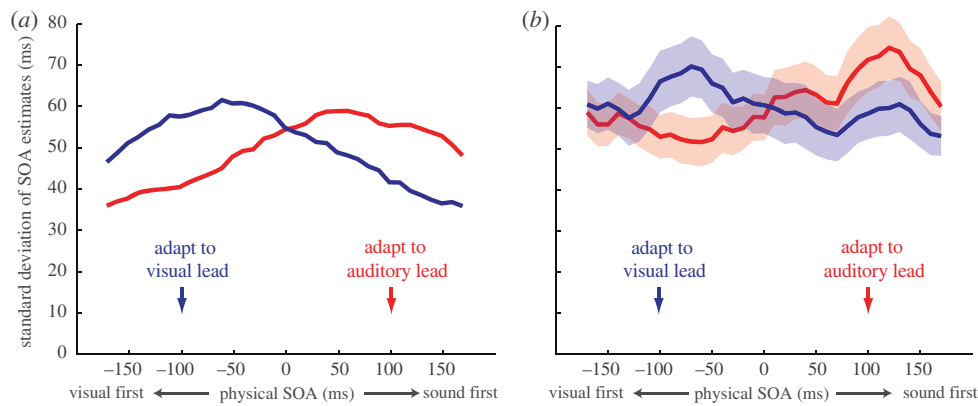 (a)
(b)
standard deviation of SOA estimates (ms)
80
70
60
50
40
30
20
10
0
adapt to
visual lead
adapt to
auditory lead
adapt to
visual lead
adapt to
auditory lead
−150 −100 −50 0 50 100 150
−150 −100 −50 0 50 100 150
visual first physical SOA (ms) sound first
visual first physical SOA (ms) sound first